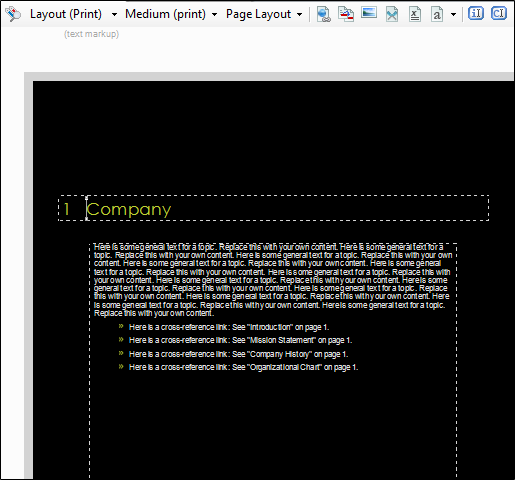 Layout (Print) Medium (print) Page Layout
(text markup)
1 Company
Here is some general text for a topic. Replace this with your own content. Here is some general text for a
topic. Replace this with your own content. Here is some general text for a topic. Replace this with your own
content. Here is some general text for a topic. Replace this with your own content. Here is some general
text for a topic. Replace this with your own content. Here is some general text for a topic. Replace this with
your own content. Here is some general text for a topic. Replace this with your own content. Here is some
general text for a topic. Replace this with your own content. Here is some general text for a topic. Replace
this with your own content. Here is some general text for a topic. Replace this with your own content. Here
is some general text for a topic. Replace this with your own content. Here is some general text for a topic.
Replace this with your own content.
» Here is a cross-reference link: See "Introduction" on page 1.
» Here is a cross-reference link: See "Mission Statement" on page 1.
» Here is a cross-reference link: See "Company History" on page 1.
» Here is a cross-reference link: See "Organizational Chart" on page 1.